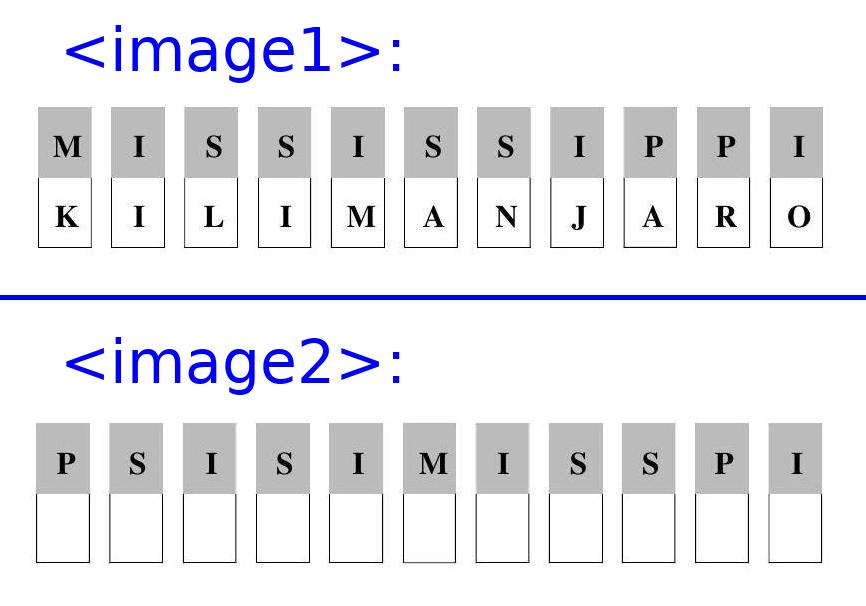 <image1>:
M I S S I S S I P P I
K I L I M A N J A R O
<image2>:
P S I S I M I S S P I